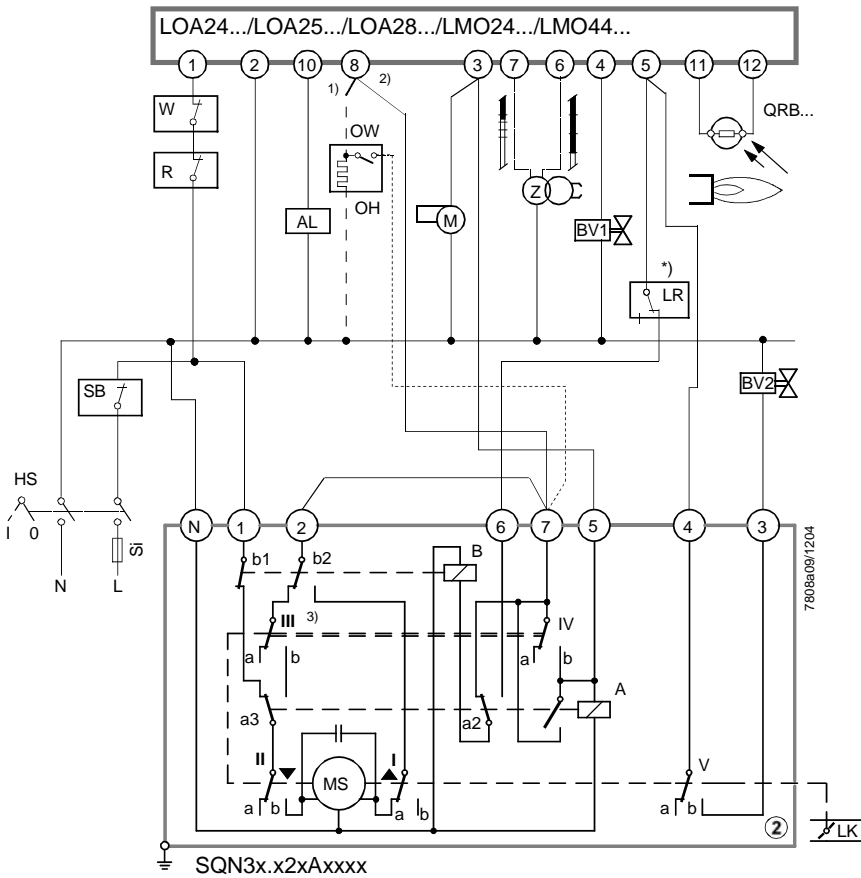 LOA24.../LOA25.../LOA28.../LMO24.../LMO44...
1 2 10 8 3 7 6 4 5 11 12
1) 2)
W
QRB...
OW
R
OH
Z
AL
M
BV1
*)
LR
SB
BV2
HS
I 0
Si
N L
N 1 2 6 7 5 4 3
b1 b2 B
III 3) IV
a b a b
A
a3 a2
II I V
MS
a b a b a b
2
LK
7808a09/1204
SQN3x.x2xAxxxx